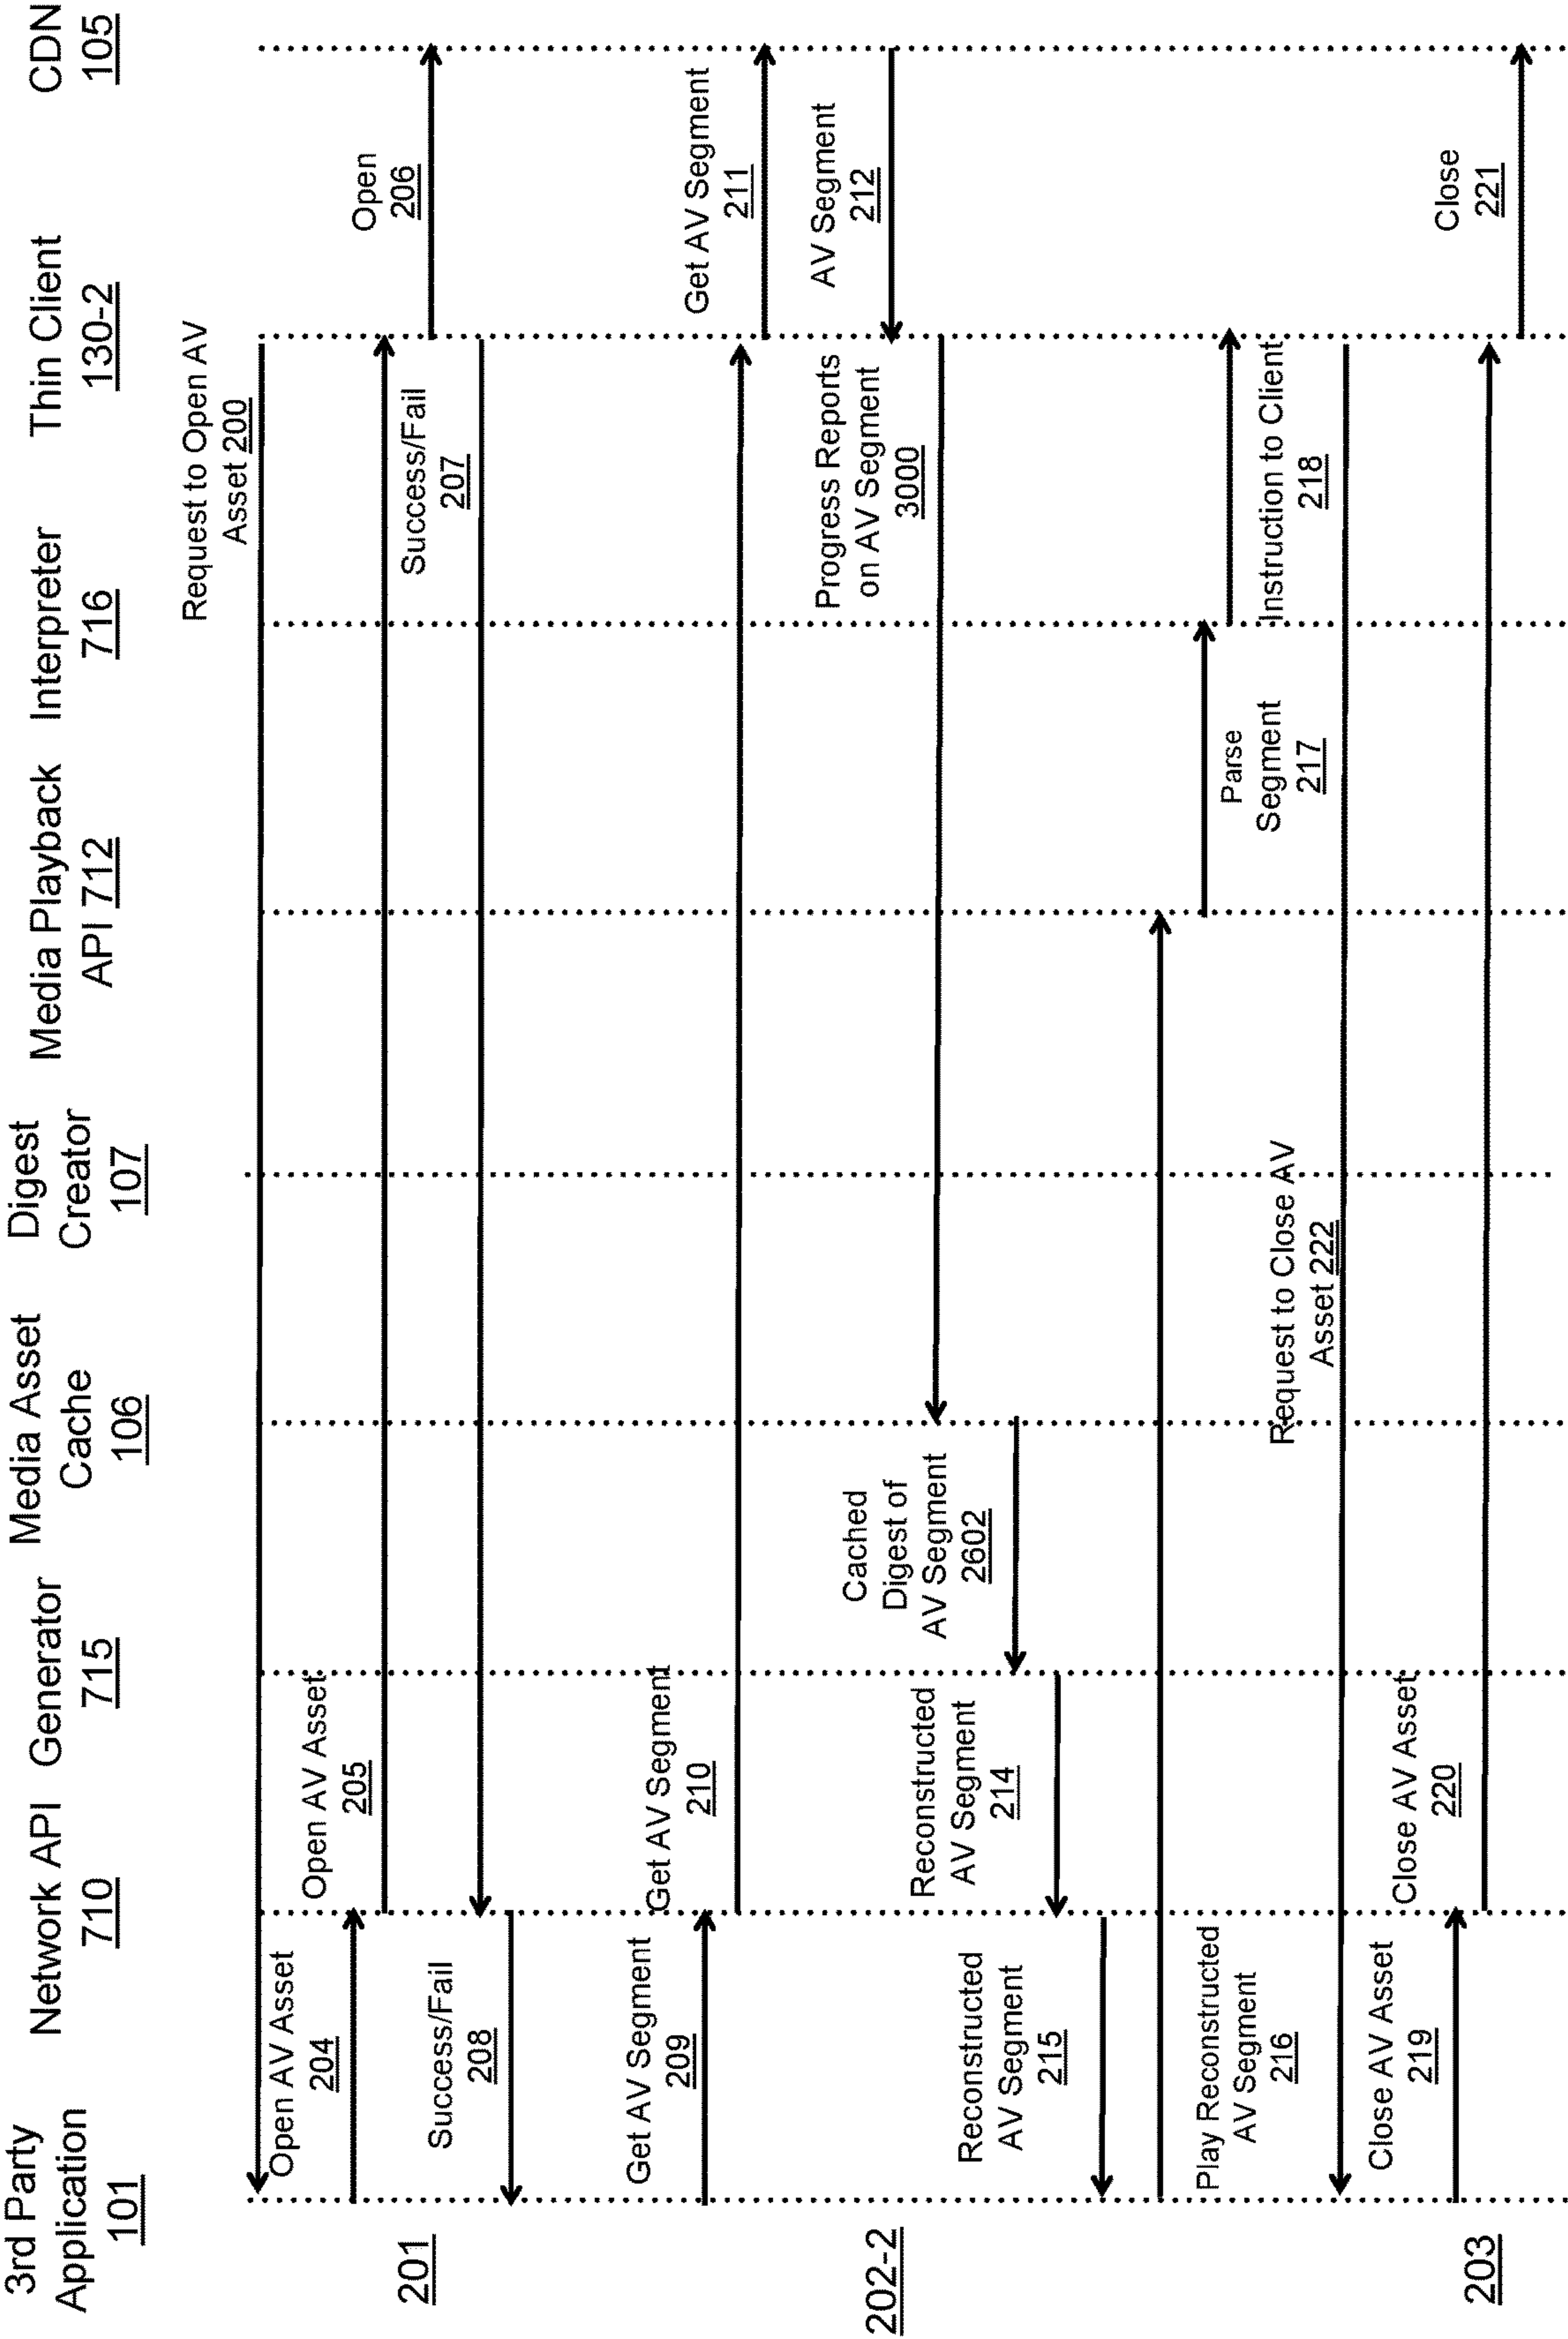 3rd Party
Application
101
Network API
710
Generator
715
Media Asset
Cache
106
Digest
Creator
107
Media Playback
API 712
Interpreter
716
Thin Client
130-2
CDN
105
201
Request to Open AV
Asset 200
Open AV Asset
204
Open AV Asset
205
Open
206
Success/Fail
207
Success/Fail
208
202-2
Get AV Segment
209
Get AV Segment
210
Get AV Segment
211
AV Segment
212
Progress Reports
on AV Segment
3000
Cached
Digest of
AV Segment
2602
Reconstructed
AV Segment
214
Reconstructed
AV Segment
215
Play Reconstructed
AV Segment
216
Parse
Segment
217
Instruction to Client
218
203
Request to Close AV
Asset 222
Close AV Asset
219
Close AV Asset
220
Close
221